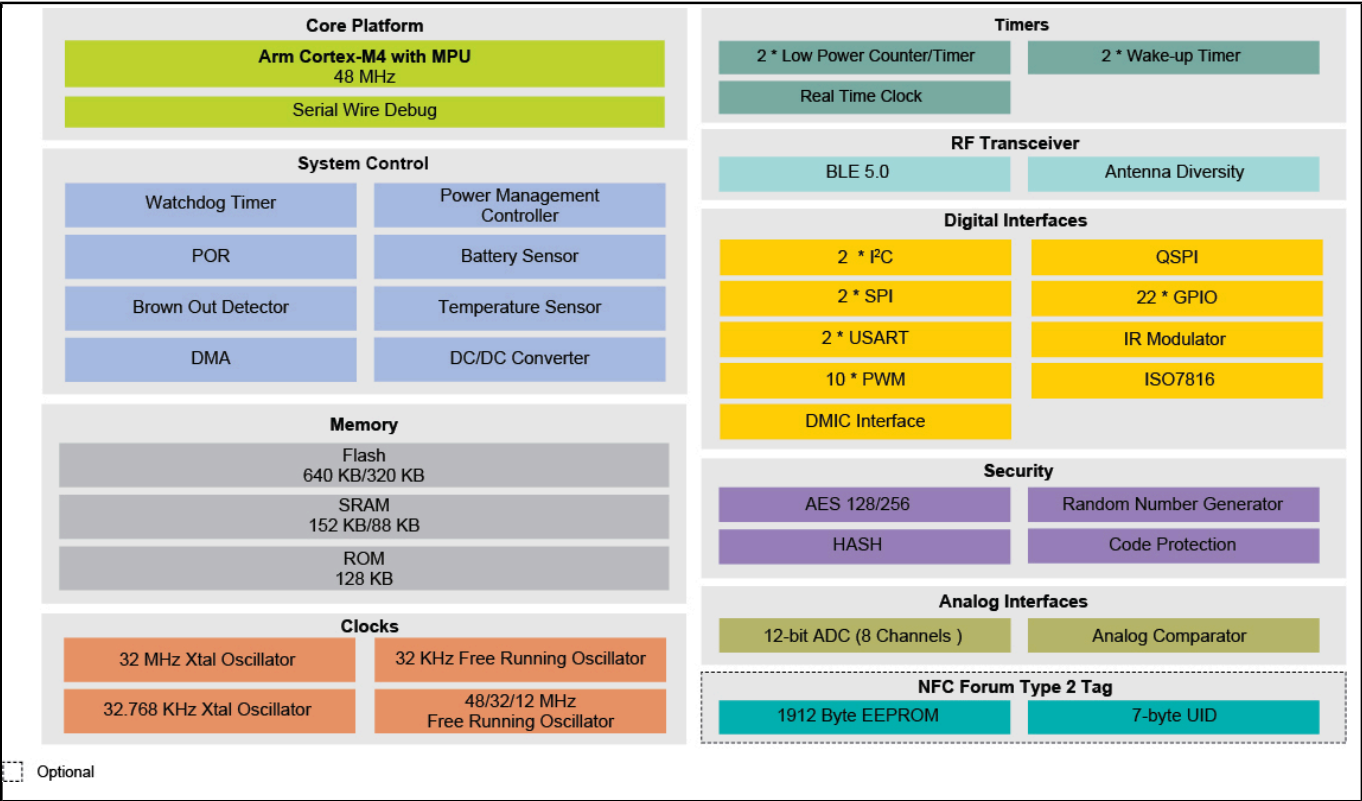 Core Platform
Arm Cortex-M4 with MPU
48 MHz
Serial Wire Debug
System Control
Watchdog Timer
Power Management
Controller
POR
Battery Sensor
Brown Out Detector
Temperature Sensor
DMA
DC/DC Converter
Memory
Flash
640 KB/320 KB
SRAM
152 KB/88 KB
ROM
128 KB
Clocks
32 MHz Xtal Oscillator
32 KHz Free Running Oscillator
32.768 KHz Xtal Oscillator
48/32/12 MHz
Free Running Oscillator
Timers
2 * Low Power Counter/Timer
2 * Wake-up Timer
Real Time Clock
RF Transceiver
BLE 5.0
Antenna Diversity
Digital Interfaces
2 * I²C
QSPI
2 * SPI
22 * GPIO
2 * USART
IR Modulator
10 * PWM
ISO7816
DMIC Interface
Security
AES 128/256
Random Number Generator
HASH
Code Protection
Analog Interfaces
12-bit ADC (8 Channels )
Analog Comparator
NFC Forum Type 2 Tag
1912 Byte EEPROM
7-byte UID
Optional